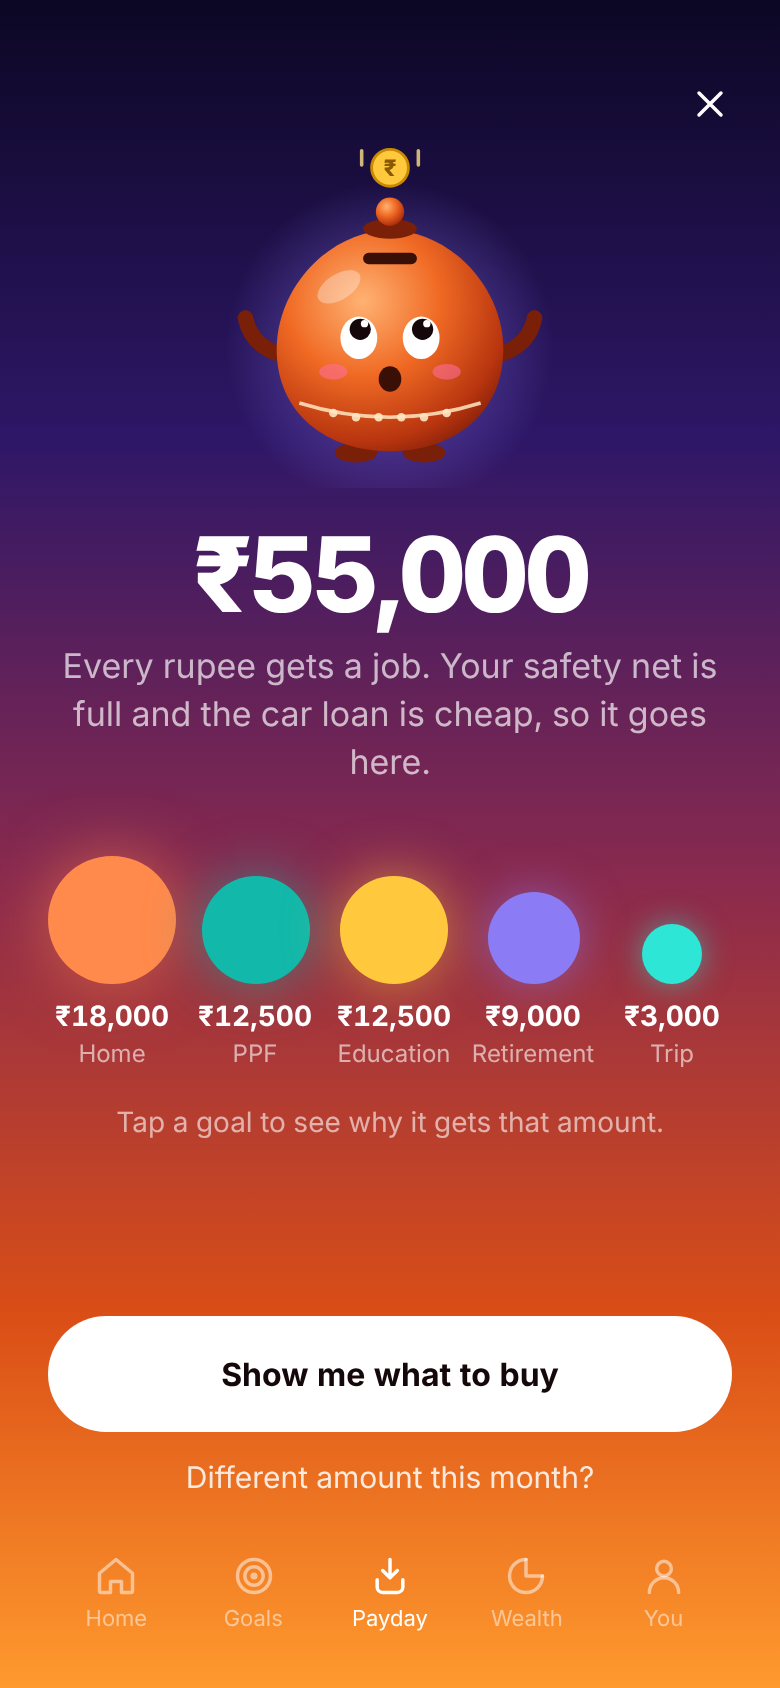 ₹
₹55,000
Every rupee gets a job. Your safety net is
full and the car loan is cheap, so it goes
here.
₹18,000 ₹12,500 ₹12,500 ₹9,000 ₹3,000
Home PPF Education Retirement Trip
Tap a goal to see why it gets that amount.
Show me what to buy
Different amount this month?
Home Goals Payday Wealth You